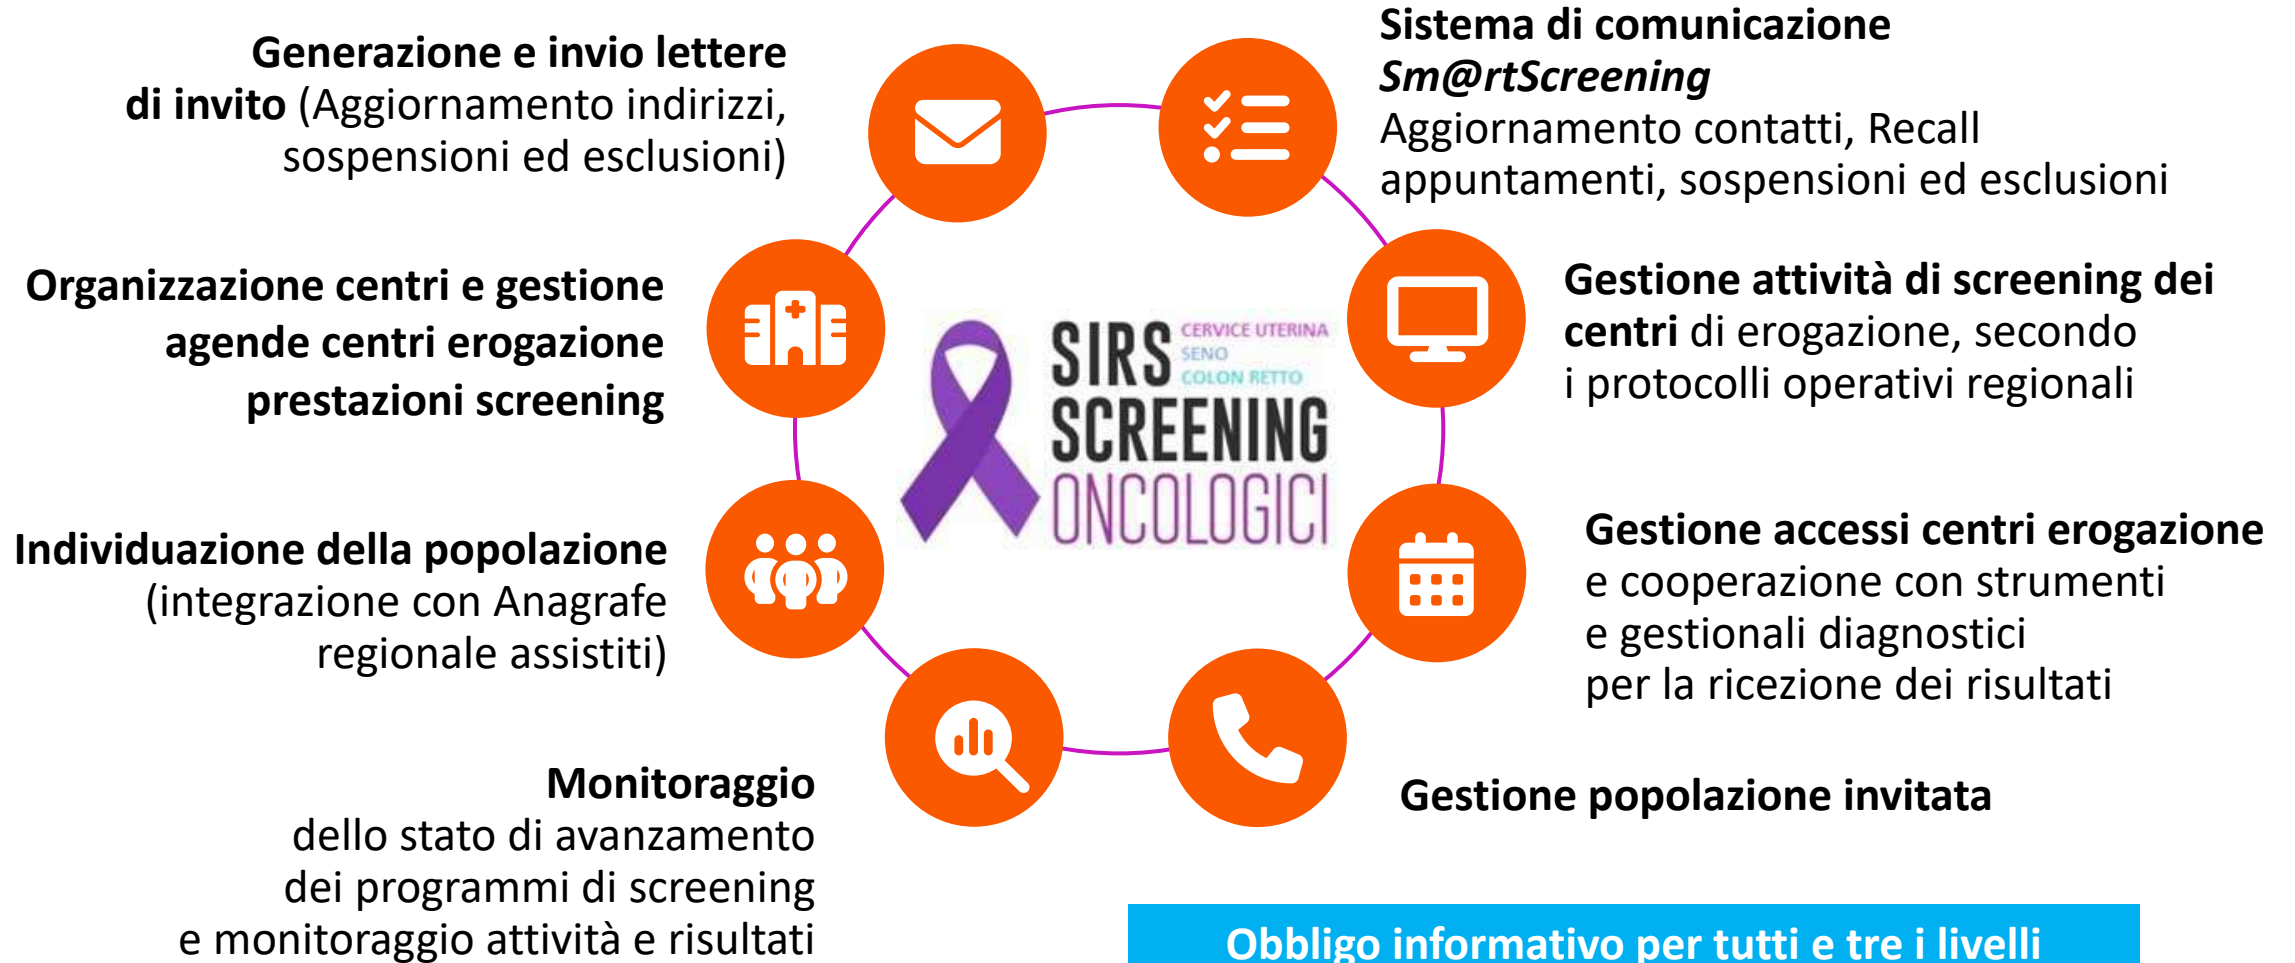 Generazione e invio lettere
di invito (Aggiornamento indirizzi,
sospensioni ed esclusioni)
Sistema di comunicazione
Sm@rtScreening
Aggiornamento contatti, Recall
appuntamenti, sospensioni ed esclusioni
Organizzazione centri e gestione
agende centri erogazione
prestazioni screening
Gestione attività di screening dei
centri di erogazione, secondo
i protocolli operativi regionali
SIRS
CERVICE UTERINA
SENO
COLON RETTO
SCREENING
ONCOLOGICI
Individuazione della popolazione
(integrazione con Anagrafe
regionale assistiti)
Gestione accessi centri erogazione
e cooperazione con strumenti
e gestionali diagnostici
per la ricezione dei risultati
Monitoraggio
dello stato di avanzamento
dei programmi di screening
e monitoraggio attività e risultati
Gestione popolazione invitata
Obbligo informativo per tutti e tre i livelli